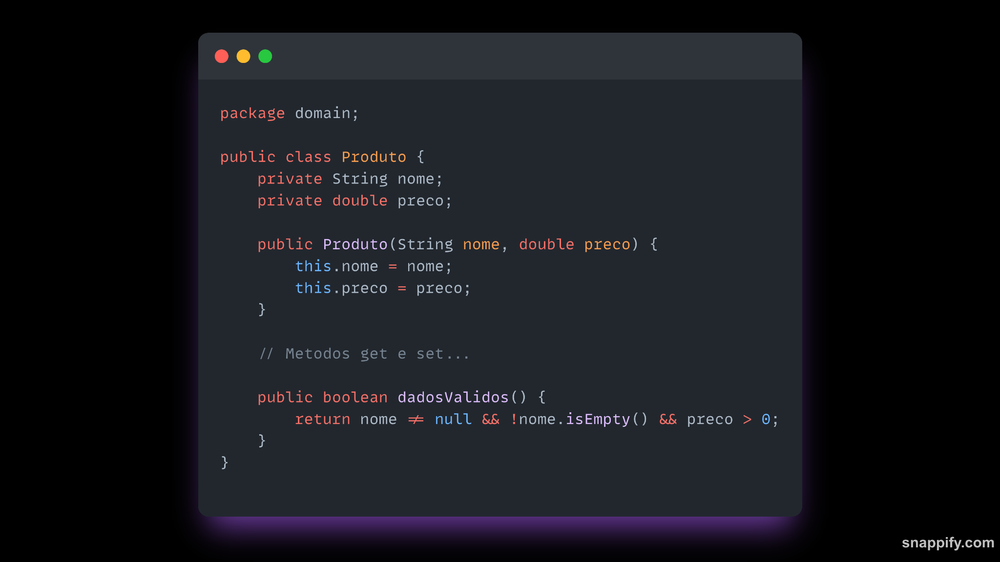 package domain;
public class Produto {
private String nome;
private double preco;
public Produto(String nome, double preco) {
this.nome = nome;
this.preco = preco;
}
// Metodos get e set...
public boolean dadosValidos() {
return nome != null && !nome.isEmpty() && preco > 0;
}
}
snappify.com